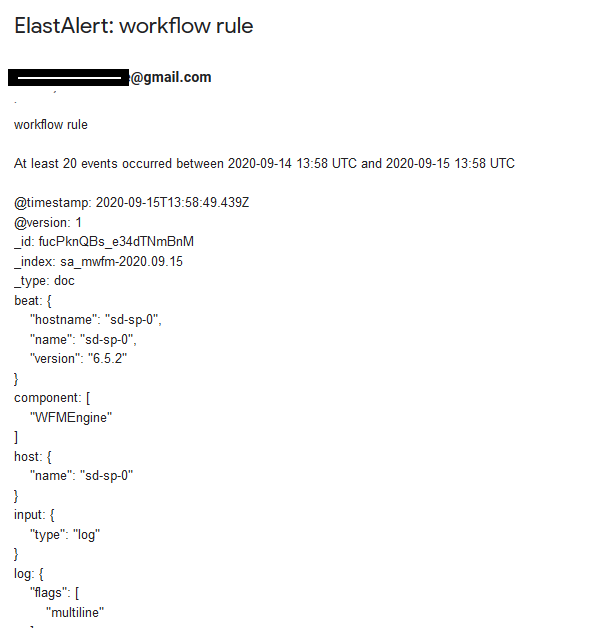 ElastAlert: workflow rule
@gmail.com
workflow rule
At least 20 events occurred between 2020-09-14 13:58 UTC and 2020-09-15 13:58 UTC
@timestamp: 2020-09-15T13:58:49.439Z
@version: 1
_id: fucPknQBs_e34dTNmBnM
_index: sa_mwfm-2020.09.15
_type: doc
beat: {
"hostname": "sd-sp-0",
"name": "sd-sp-0",
"version": "6.5.2"
}
component: [
"WFMEngine"
]
host: {
"name": "sd-sp-0"
}
input: {
"type": "log"
}
log: {
"flags": [
"multiline"